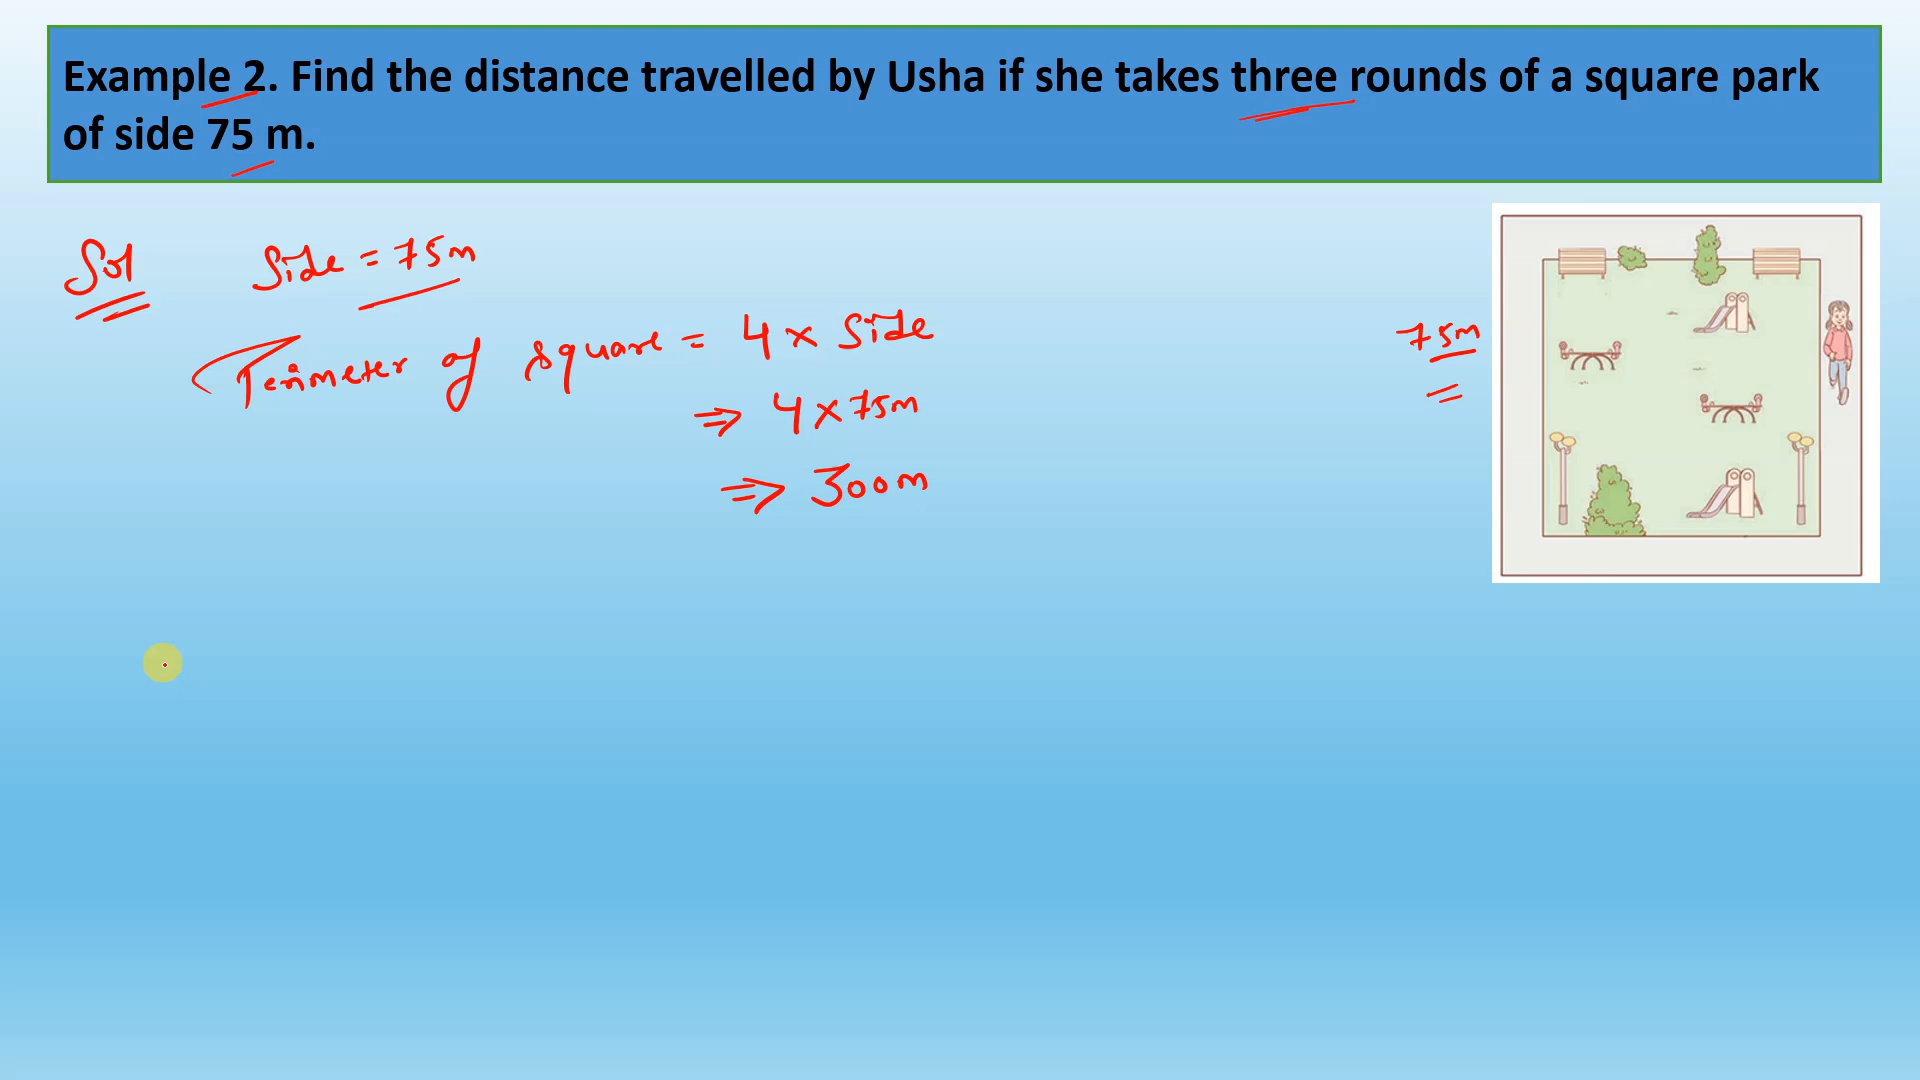 Example 2. Find the distance travelled by Usha if she takes three rounds of a square park
of side 75 m.
Sol Side = 75m
Perimeter of square = 4 × Side
⇒ 4 × 75m
⇒ 300m
75m